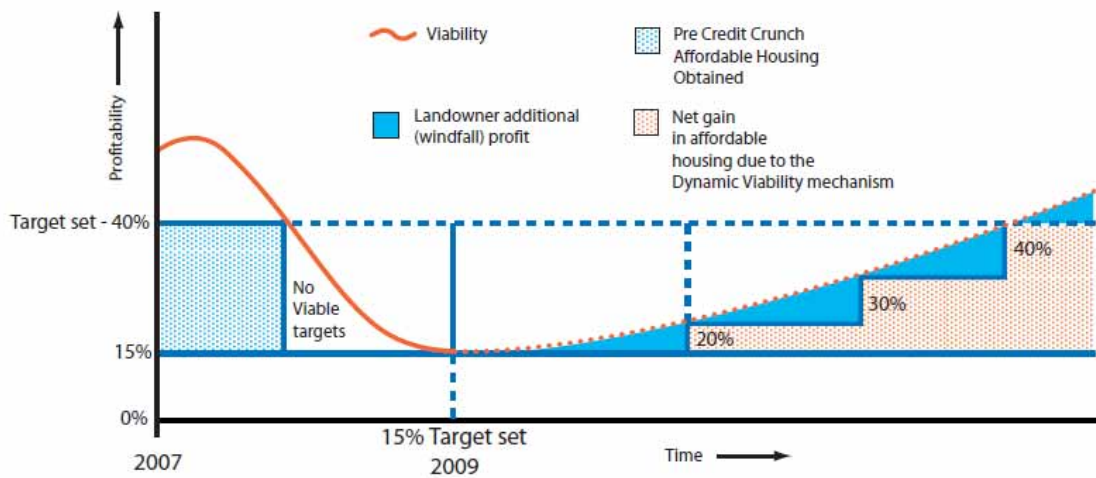 Profitability
Viability
Pre Credit Crunch
Affordable Housing
Obtained
Landowner additional
(windfall) profit
Net gain
in affordable
housing due to the
Dynamic Viability mechanism
Target set - 40%
No
Viable
targets
40%
30%
20%
15%
0%
15% Target set
2007
2009
Time